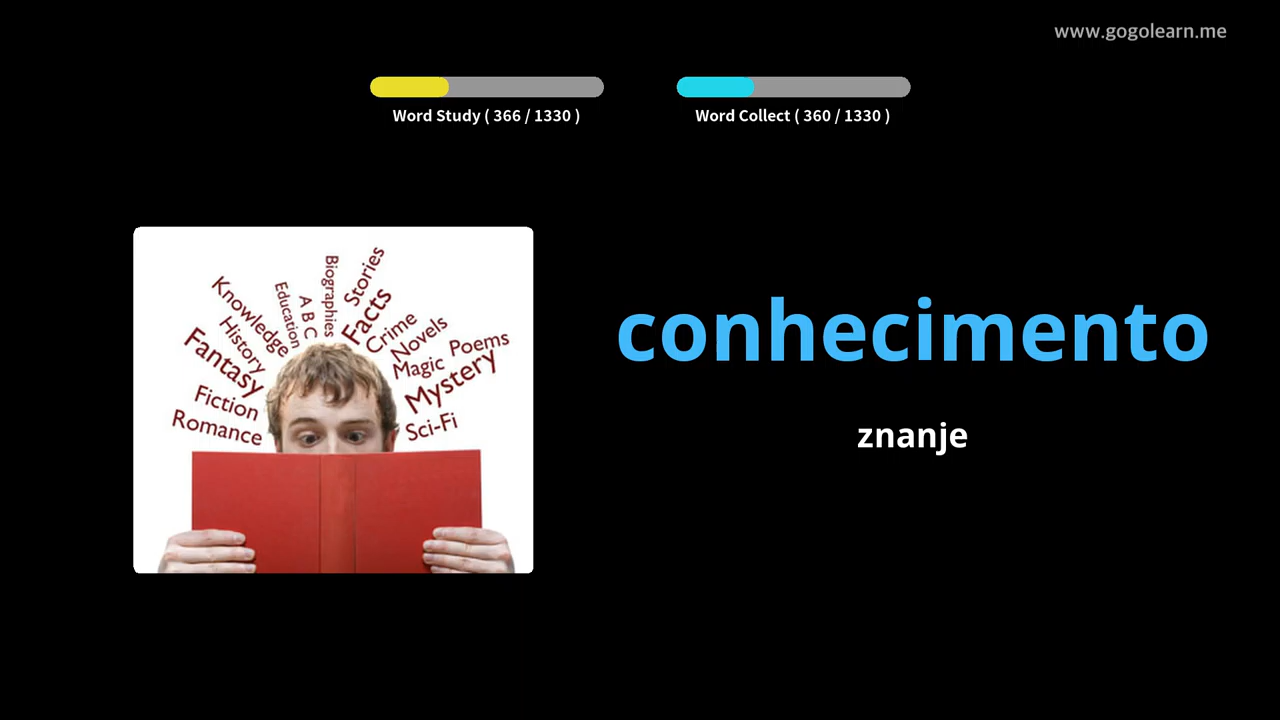 www.gogolearn.me
Word Study ( 366 / 1330 )
Word Collect ( 360 / 1330 )
Biographies
Stories
Knowledge
Education
A B C
Facts
History
Crime
Novels
Fantasy
Magic
Poems
Mystery
Fiction
Romance
Sci-Fi
conhecimento
znanje